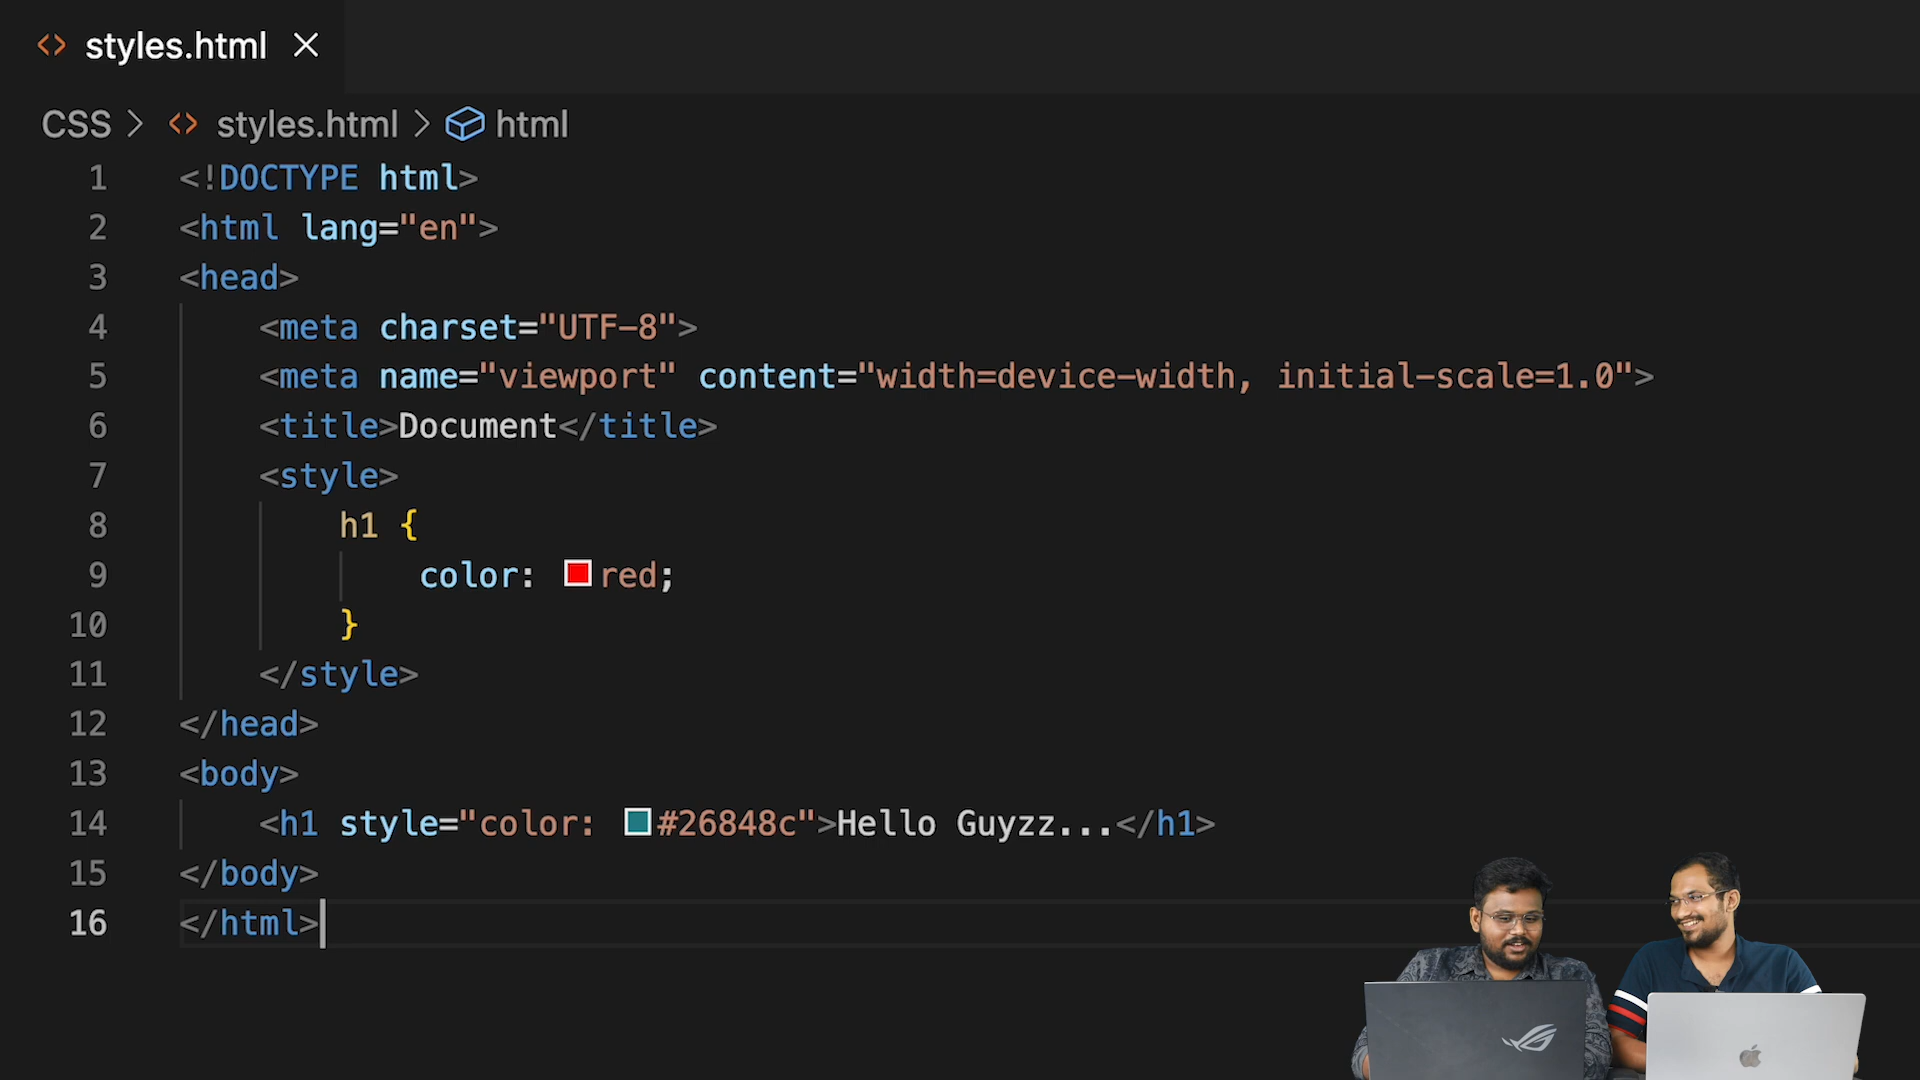 styles.html
CSS > styles.html > html
1 <!DOCTYPE html>
2 <html lang="en">
3 <head>
4 <meta charset="UTF-8">
5 <meta name="viewport" content="width=device-width, initial-scale=1.0">
6 <title>Document</title>
7 <style>
8 h1 {
9 color: red;
10 }
11 </style>
12 </head>
13 <body>
14 <h1 style="color: #26848c">Hello Guyzz...</h1>
15 </body>
16 </html>